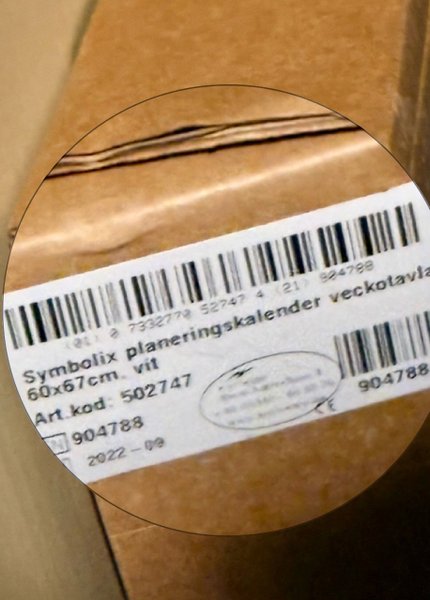 (01) 0 7332770 52747 4 (21) 904788
Symbolix planeringskalender veckotavla
60x67cm, vit
Art.kod: 502747
904788
904788
2022-09
CE